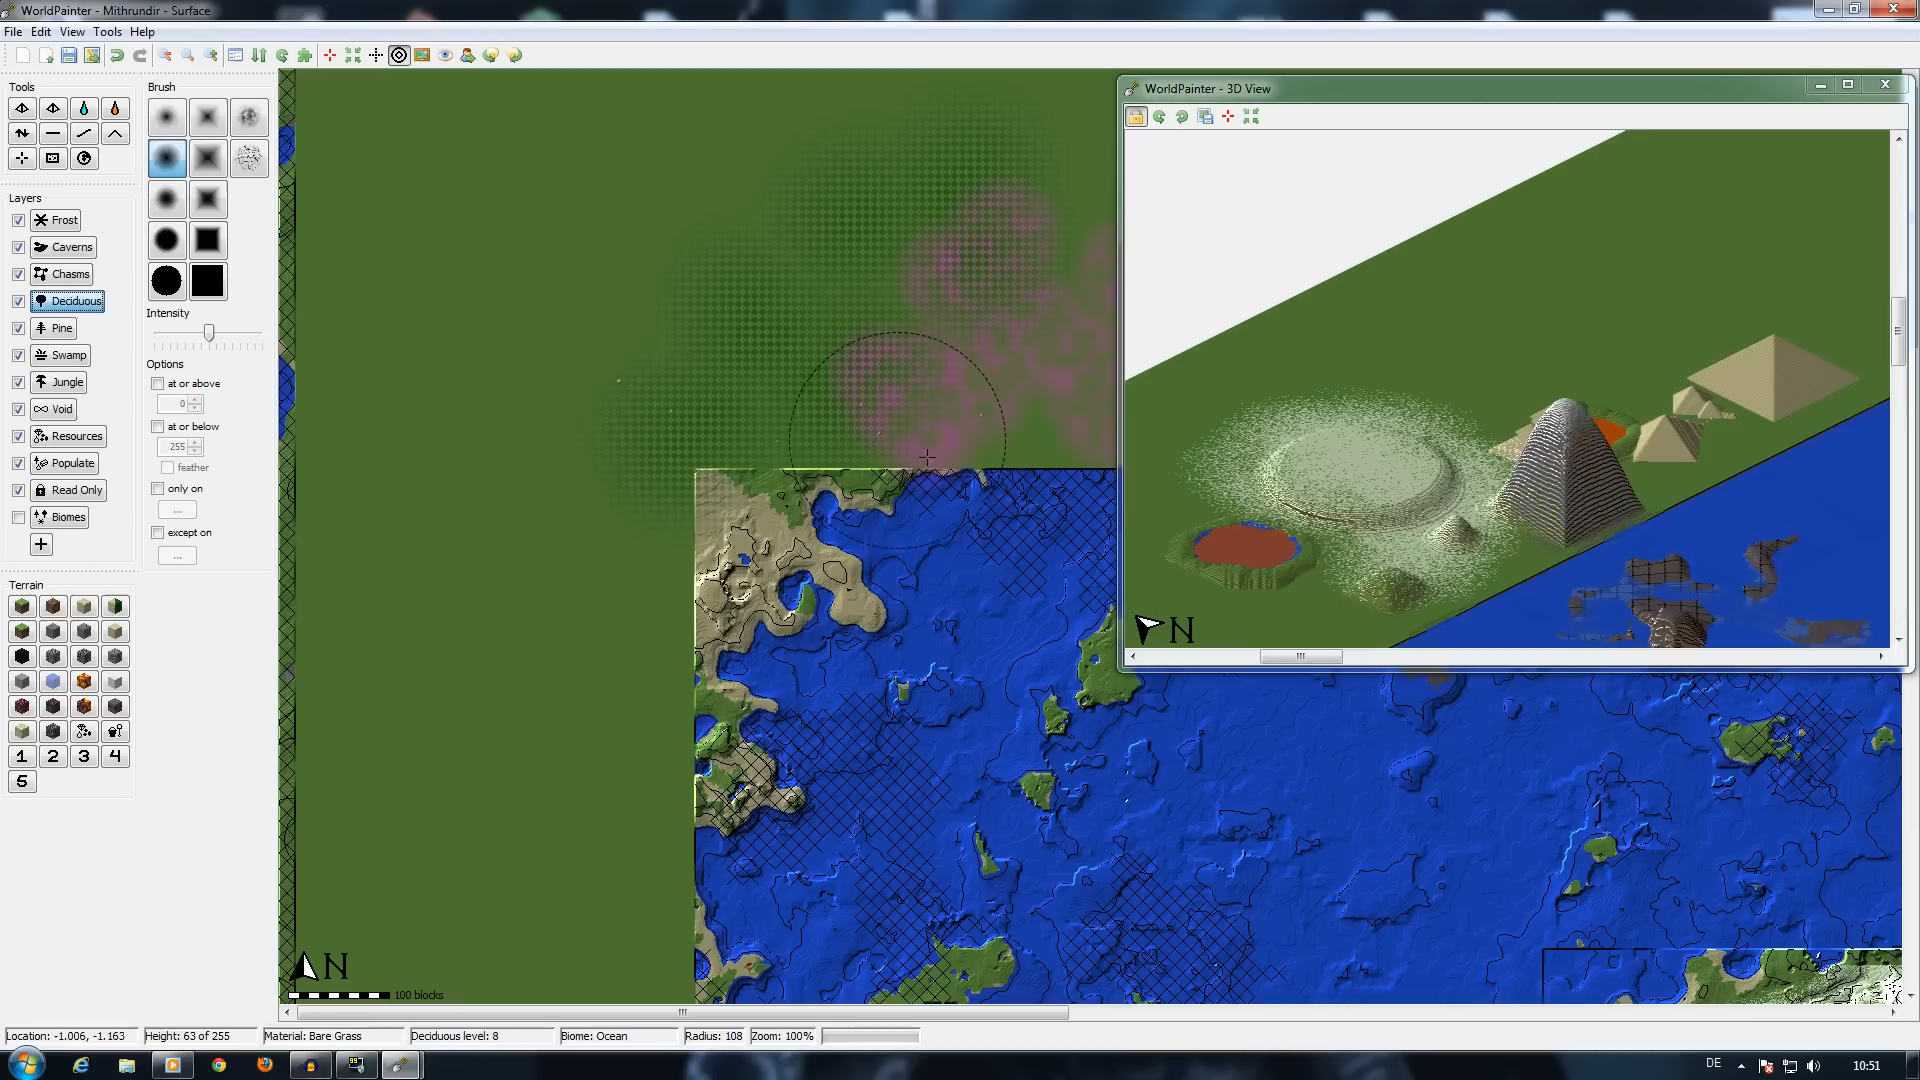 WorldPainter - Mithrundir - Surface
File Edit View Tools Help
Tools
Brush
Layers
Frost
Caverns
Chasms
Deciduous
Pine
Swamp
Jungle
Void
Resources
Populate
Read Only
Biomes
Intensity
Options
at or above
0
at or below
255
feather
only on
...
except on
...
Terrain
1 2 3 4
5
WorldPainter - 3D View
N
N
100 blocks
Location: -1.006, -1.163 Height: 63 of 255 Material: Bare Grass Deciduous level: 8 Biome: Ocean Radius: 108 Zoom: 100%
99
DE 10:51